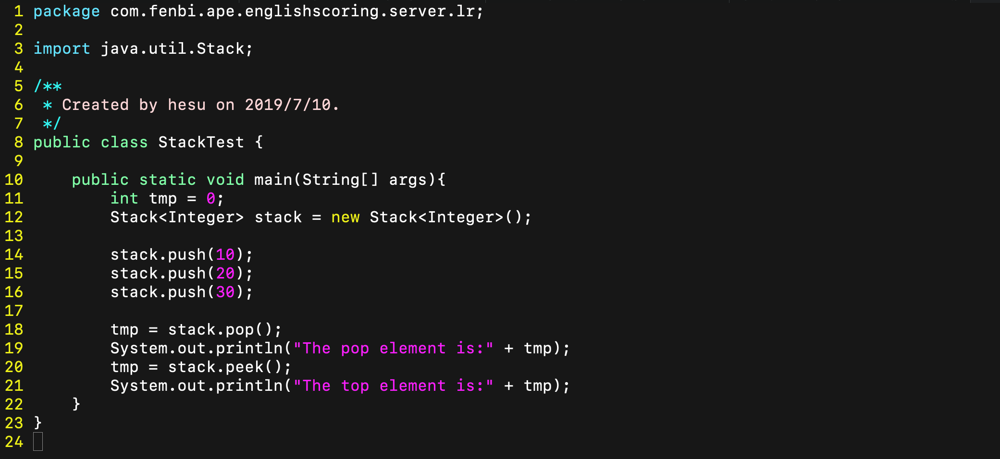 1 package com.fenbi.ape.englishscoring.server.lr;
2
3 import java.util.Stack;
4
5 /**
6  * Created by hesu on 2019/7/10.
7  */
8 public class StackTest {
9
10     public static void main(String[] args){
11         int tmp = 0;
12         Stack<Integer> stack = new Stack<Integer>();
13
14         stack.push(10);
15         stack.push(20);
16         stack.push(30);
17
18         tmp = stack.pop();
19         System.out.println("The pop element is:" + tmp);
20         tmp = stack.peek();
21         System.out.println("The top element is:" + tmp);
22     }
23 }
24